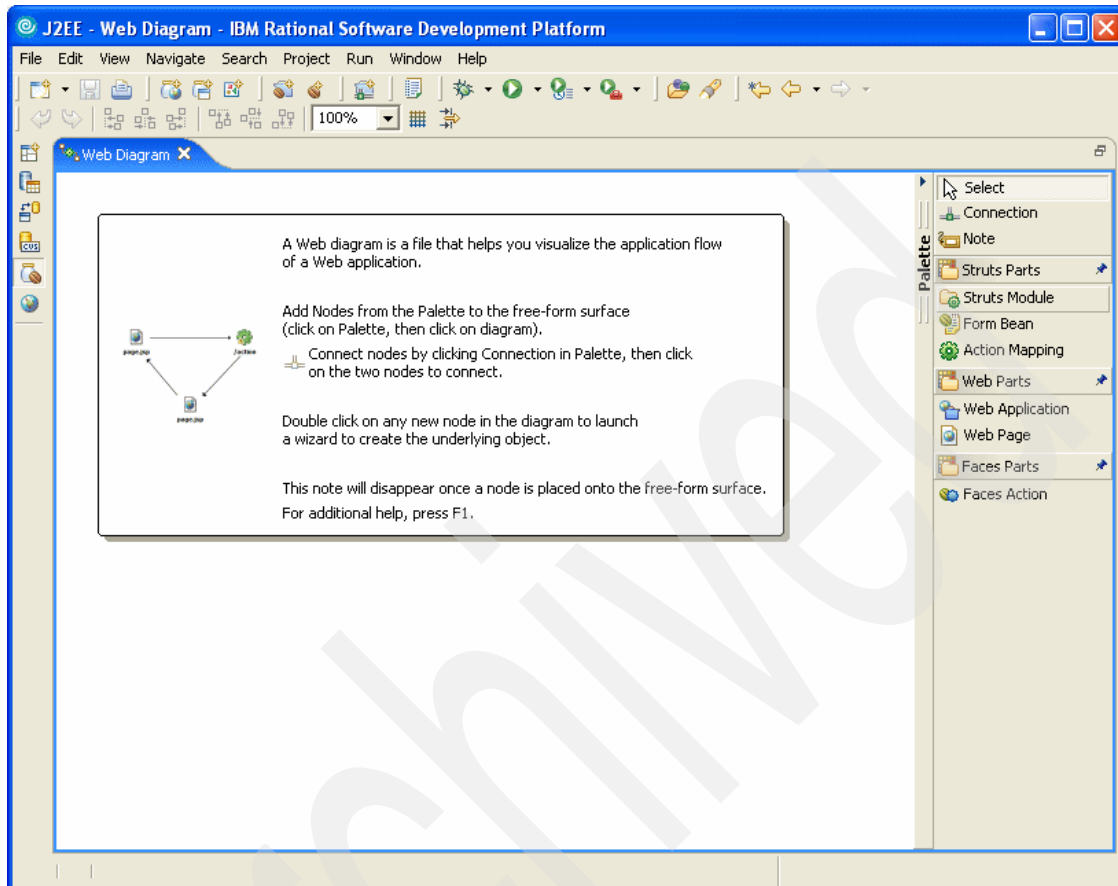 J2EE - Web Diagram - IBM Rational Software Development Platform
File Edit View Navigate Search Project Run Window Help
100%
Web Diagram
A Web diagram is a file that helps you visualize the application flow
of a Web application.
Add Nodes from the Palette to the free-form surface
(click on Palette, then click on diagram).
Connect nodes by clicking Connection in Palette, then click
on the two nodes to connect.
page.jsp
/action
page.jsp
Double click on any new node in the diagram to launch
a wizard to create the underlying object.
This note will disappear once a node is placed onto the free-form surface.
For additional help, press F1.
Palette
Select
Connection
Note
Struts Parts
Struts Module
Form Bean
Action Mapping
Web Parts
Web Application
Web Page
Faces Parts
Faces Action
CVS